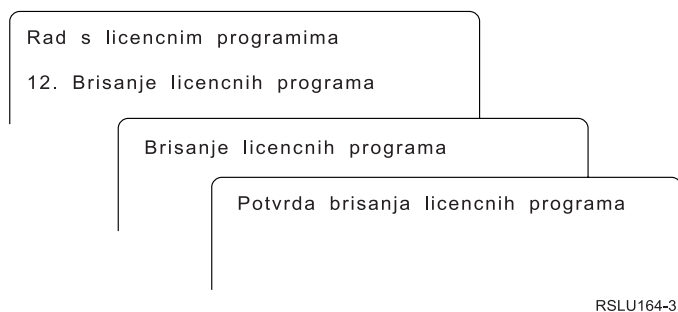 Rad s licencnim programima
12. Brisanje licencnih programa
Brisanje licencnih programa
Potvrda brisanja licencnih programa
RSLU164-3